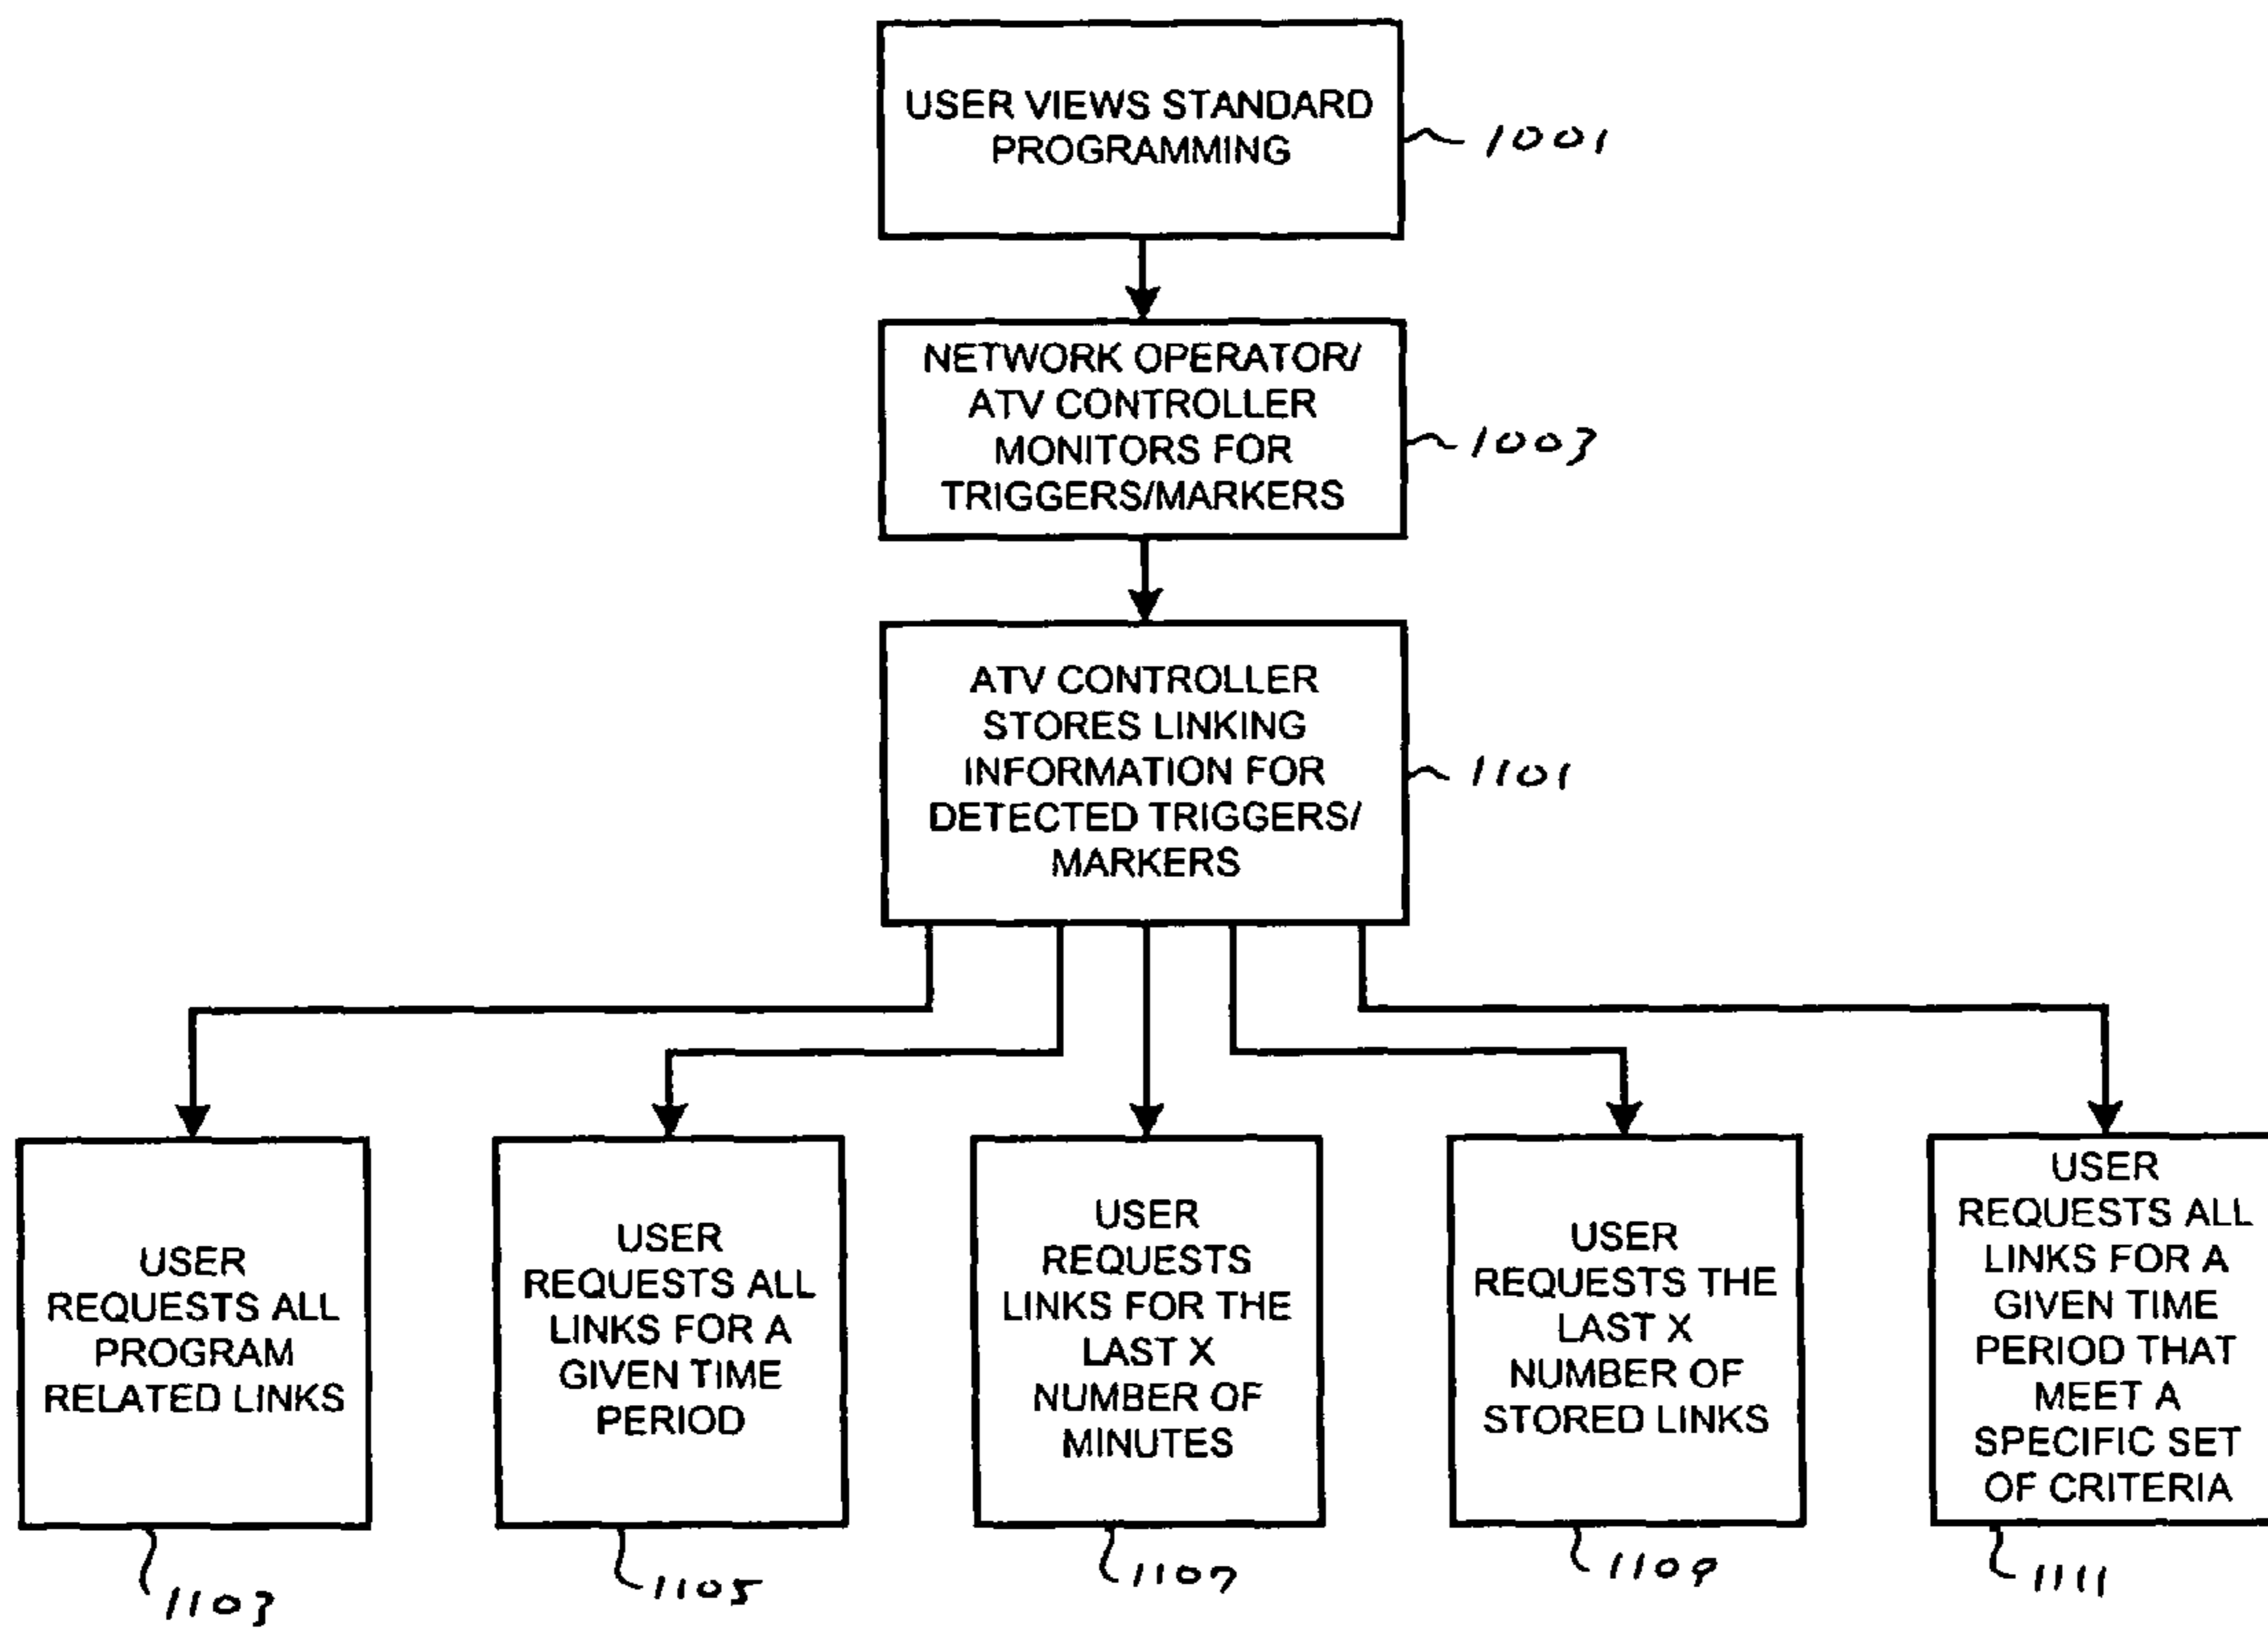 USER VIEWS STANDARD
PROGRAMMING
1001
NETWORK OPERATOR/
ATV CONTROLLER
MONITORS FOR
TRIGGERS/MARKERS
1003
ATV CONTROLLER
STORES LINKING
INFORMATION FOR
DETECTED TRIGGERS/
MARKERS
1101
USER
REQUESTS ALL
PROGRAM
RELATED LINKS
1103
USER
REQUESTS ALL
LINKS FOR A
GIVEN TIME
PERIOD
1105
USER
REQUESTS
LINKS FOR THE
LAST X
NUMBER OF
MINUTES
1107
USER
REQUESTS THE
LAST X
NUMBER OF
STORED LINKS
1109
USER
REQUESTS ALL
LINKS FOR A
GIVEN TIME
PERIOD THAT
MEET A
SPECIFIC SET
OF CRITERIA
1111